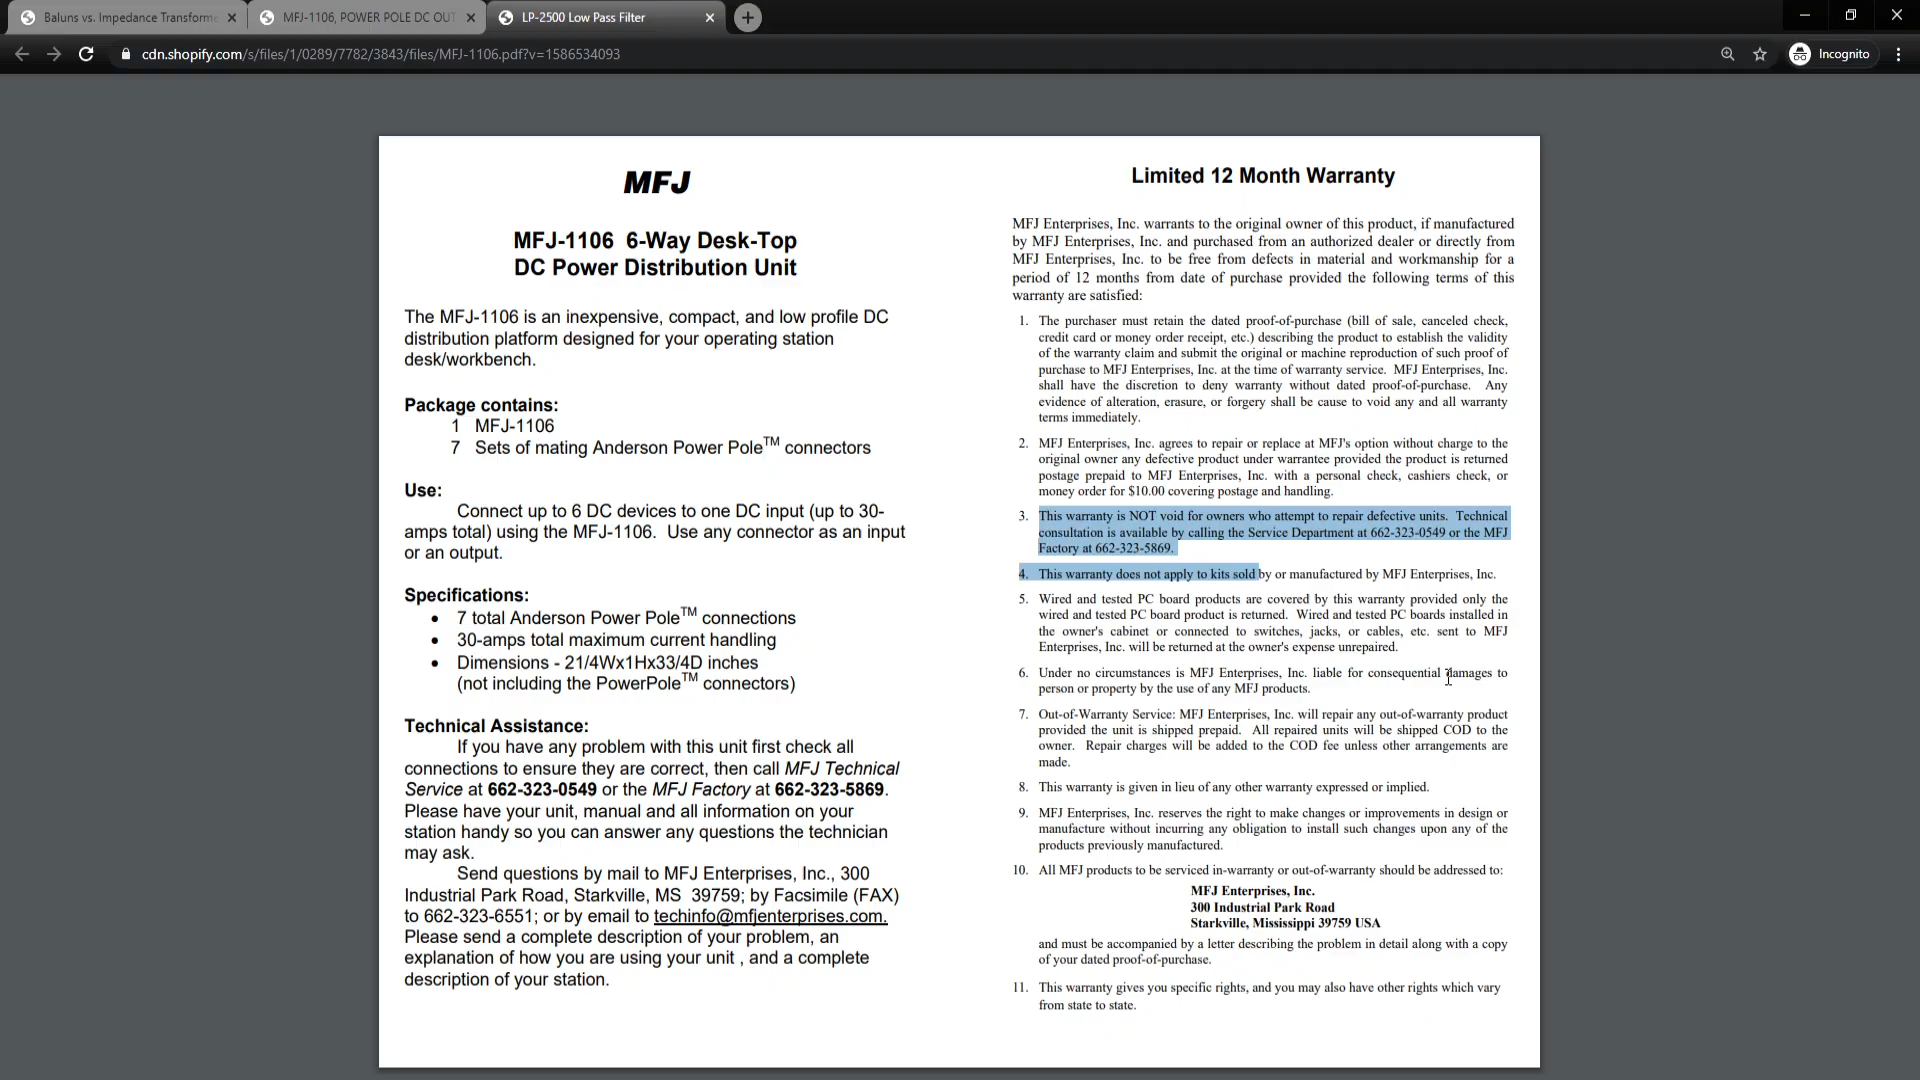 Baluns vs. Impedance Transforme
MFJ-1106, POWER POLE DC OUT
LP-2500 Low Pass Filter
cdn.shopify.com/s/files/1/0289/7782/3843/files/MFJ-1106.pdf?v=1586534093
Incognito
MFJ
MFJ-1106 6-Way Desk-Top
DC Power Distribution Unit
The MFJ-1106 is an inexpensive, compact, and low profile DC
distribution platform designed for your operating station
desk/workbench.
Package contains:
1 MFJ-1106
7 Sets of mating Anderson Power Pole™ connectors
Use:
Connect up to 6 DC devices to one DC input (up to 30-
amps total) using the MFJ-1106. Use any connector as an input
or an output.
Specifications:
• 7 total Anderson Power Pole™ connections
• 30-amps total maximum current handling
• Dimensions - 21/4Wx1Hx33/4D inches
(not including the PowerPole™ connectors)
Technical Assistance:
If you have any problem with this unit first check all
connections to ensure they are correct, then call MFJ Technical
Service at 662-323-0549 or the MFJ Factory at 662-323-5869.
Please have your unit, manual and all information on your
station handy so you can answer any questions the technician
may ask.
Send questions by mail to MFJ Enterprises, Inc., 300
Industrial Park Road, Starkville, MS 39759; by Facsimile (FAX)
to 662-323-6551; or by email to techinfo@mfjenterprises.com.
Please send a complete description of your problem, an
explanation of how you are using your unit , and a complete
description of your station.
Limited 12 Month Warranty
MFJ Enterprises, Inc. warrants to the original owner of this product, if manufactured
by MFJ Enterprises, Inc. and purchased from an authorized dealer or directly from
MFJ Enterprises, Inc. to be free from defects in material and workmanship for a
period of 12 months from date of purchase provided the following terms of this
warranty are satisfied:
1. The purchaser must retain the dated proof-of-purchase (bill of sale, canceled check,
credit card or money order receipt, etc.) describing the product to establish the validity
of the warranty claim and submit the original or machine reproduction of such proof of
purchase to MFJ Enterprises, Inc. at the time of warranty service. MFJ Enterprises, Inc.
shall have the discretion to deny warranty without dated proof-of-purchase. Any
evidence of alteration, erasure, or forgery shall be cause to void any and all warranty
terms immediately.
2. MFJ Enterprises, Inc. agrees to repair or replace at MFJ's option without charge to the
original owner any defective product under warrantee provided the product is returned
postage prepaid to MFJ Enterprises, Inc. with a personal check, cashiers check, or
money order for $10.00 covering postage and handling.
3. This warranty is NOT void for owners who attempt to repair defective units. Technical
consultation is available by calling the Service Department at 662-323-0549 or the MFJ
Factory at 662-323-5869.
4. This warranty does not apply to kits sold by or manufactured by MFJ Enterprises, Inc.
5. Wired and tested PC board products are covered by this warranty provided only the
wired and tested PC board product is returned. Wired and tested PC boards installed in
the owner's cabinet or connected to switches, jacks, or cables, etc. sent to MFJ
Enterprises, Inc. will be returned at the owner's expense unrepaired.
6. Under no circumstances is MFJ Enterprises, Inc. liable for consequential damages to
person or property by the use of any MFJ products.
7. Out-of-Warranty Service: MFJ Enterprises, Inc. will repair any out-of-warranty product
provided the unit is shipped prepaid. All repaired units will be shipped COD to the
owner. Repair charges will be added to the COD fee unless other arrangements are
made.
8. This warranty is given in lieu of any other warranty expressed or implied.
9. MFJ Enterprises, Inc. reserves the right to make changes or improvements in design or
manufacture without incurring any obligation to install such changes upon any of the
products previously manufactured.
10. All MFJ products to be serviced in-warranty or out-of-warranty should be addressed to:
MFJ Enterprises, Inc.
300 Industrial Park Road
Starkville, Mississippi 39759 USA
and must be accompanied by a letter describing the problem in detail along with a copy
of your dated proof-of-purchase.
11. This warranty gives you specific rights, and you may also have other rights which vary
from state to state.